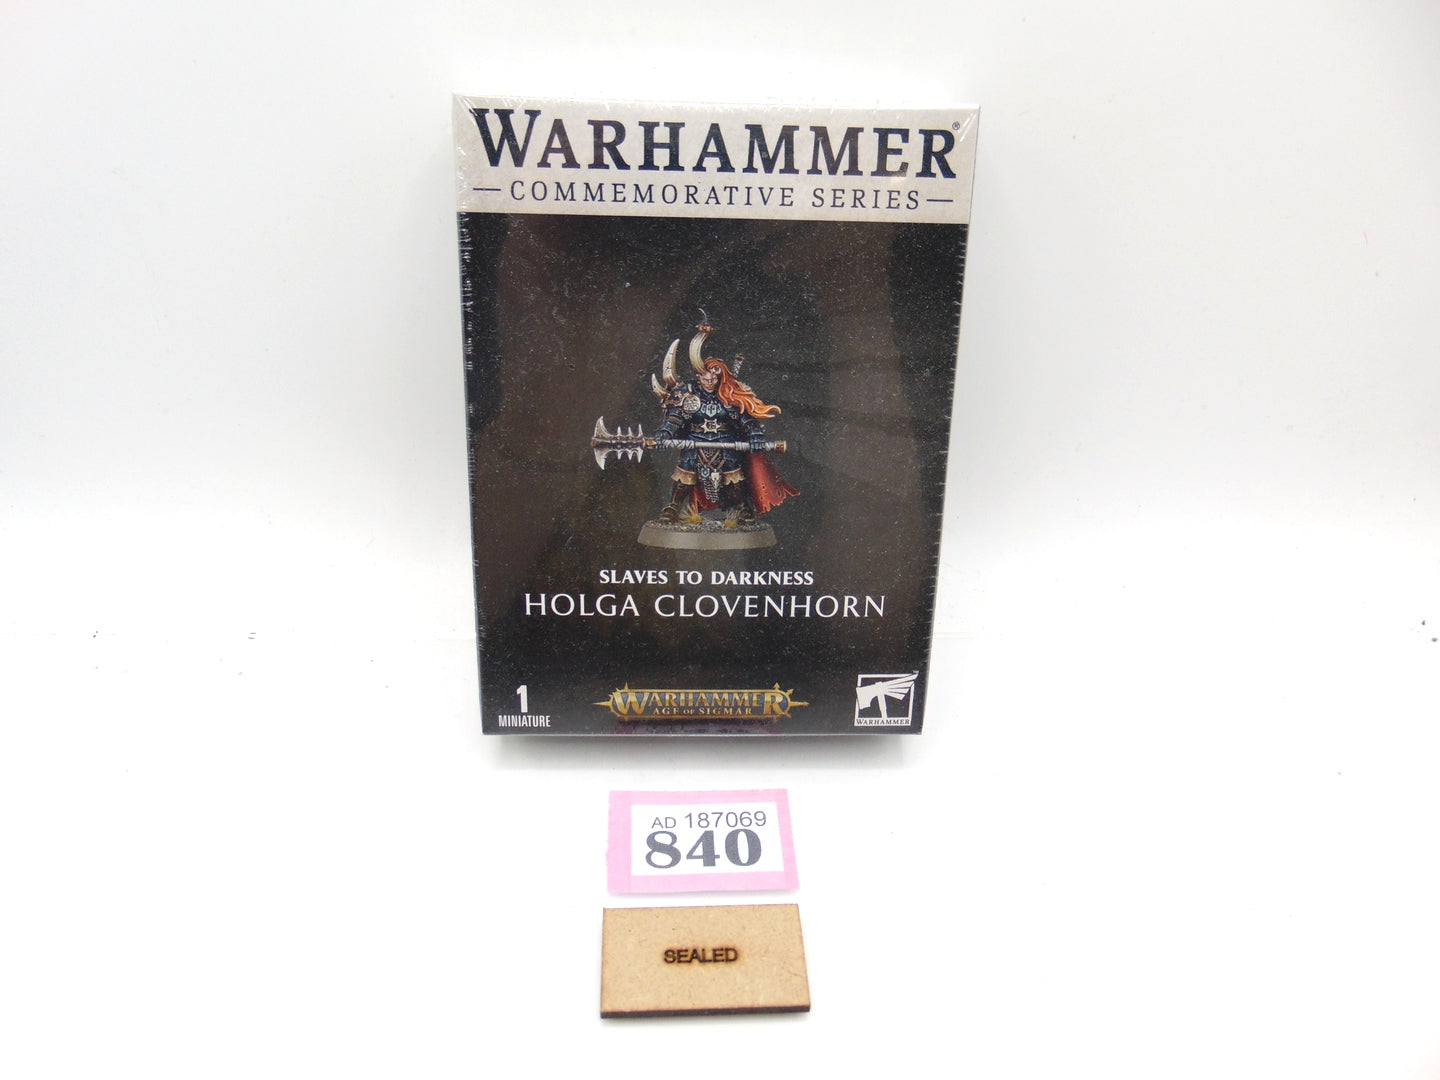 WARHAMMER®
COMMEMORATIVE SERIES
SLAVES TO DARKNESS
HOLGA CLOVENHORN
1
MINIATURE
WARHAMMER
AGE OF SIGMAR
WARHAMMER
™
AD 187069
840
SEALED